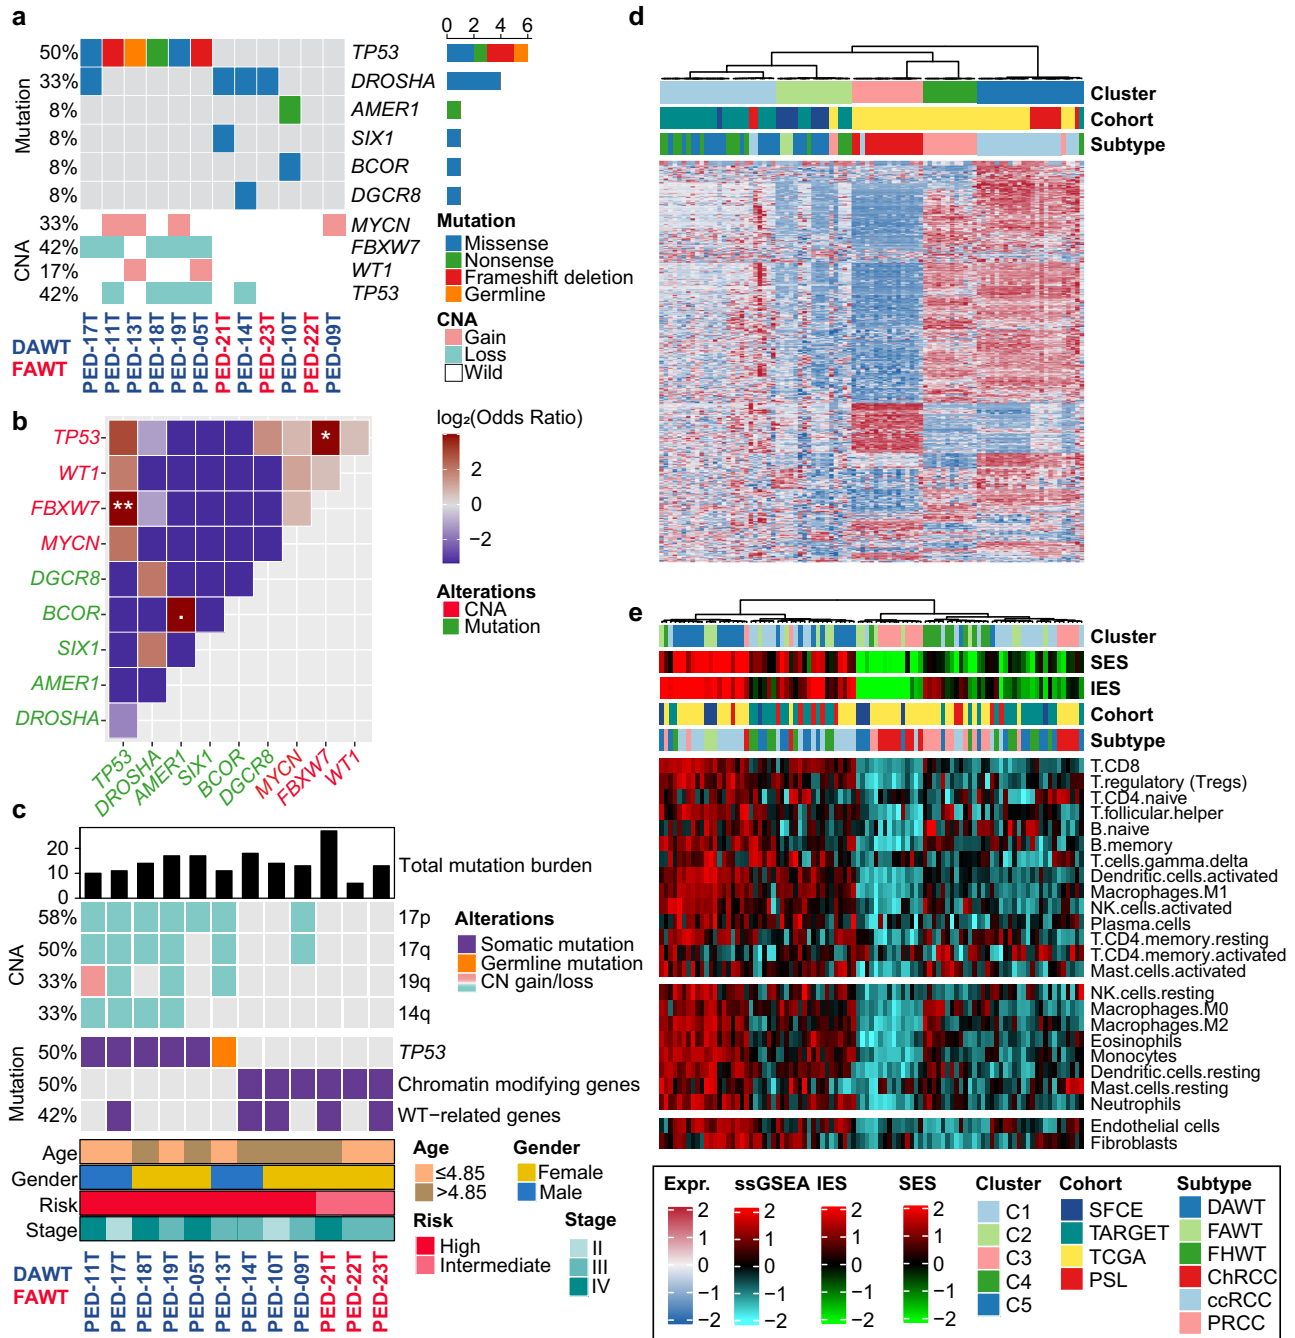 a
0 2 4 6
Mutation
50% TP53
33% DROSHA
8% AMER1
8% SIX1
8% BCOR
8% DGCR8
CNA
33% MYCN
42% FBXW7
17% WT1
42% TP53
DAWT
FAWT
PED-17T PED-11T PED-13T PED-18T PED-19T PED-05T PED-21T PED-14T PED-23T PED-10T PED-22T PED-09T
Mutation
Missense
Nonsense
Frameshift deletion
Germline
CNA
Gain
Loss
Wild
b
TP53
WT1
FBXW7
MYCN
DGCR8
BCOR
SIX1
AMER1
DROSHA
*
**
.
TP53 DROSHA AMER1 SIX1 BCOR DGCR8 MYCN FBXW7 WT1
log₂(Odds Ratio)
2
0
−2
Alterations
CNA
Mutation
c
20
10
0
Total mutation burden
CNA
58% 17p
50% 17q
33% 19q
33% 14q
Mutation
50% TP53
50% Chromatin modifying genes
42% WT−related genes
Alterations
Somatic mutation
Germline mutation
CN gain/loss
Age
Gender
Risk
Stage
DAWT
FAWT
PED-11T PED-17T PED-18T PED-19T PED-05T PED-13T PED-14T PED-10T PED-09T PED-21T PED-22T PED-23T
Age
≤4.85
>4.85
Gender
Female
Male
Risk
High
Intermediate
Stage
II
III
IV
d
Cluster
Cohort
Subtype
e
Cluster
SES
IES
Cohort
Subtype
T.CD8
T.regulatory (Tregs)
T.CD4.naive
T.follicular.helper
B.naive
B.memory
T.cells.gamma.delta
Dendritic.cells.activated
Macrophages.M1
NK.cells.activated
Plasma.cells
T.CD4.memory.resting
T.CD4.memory.activated
Mast.cells.activated
NK.cells.resting
Macrophages.M0
Macrophages.M2
Eosinophils
Monocytes
Dendritic.cells.resting
Mast.cells.resting
Neutrophils
Endothelial cells
Fibroblasts
Expr.
2
1
0
−1
−2
ssGSEA
2
1
0
−1
−2
IES
2
1
0
−1
−2
SES
2
1
0
−1
−2
Cluster
C1
C2
C3
C4
C5
Cohort
SFCE
TARGET
TCGA
PSL
Subtype
DAWT
FAWT
FHWT
ChRCC
ccRCC
PRCC